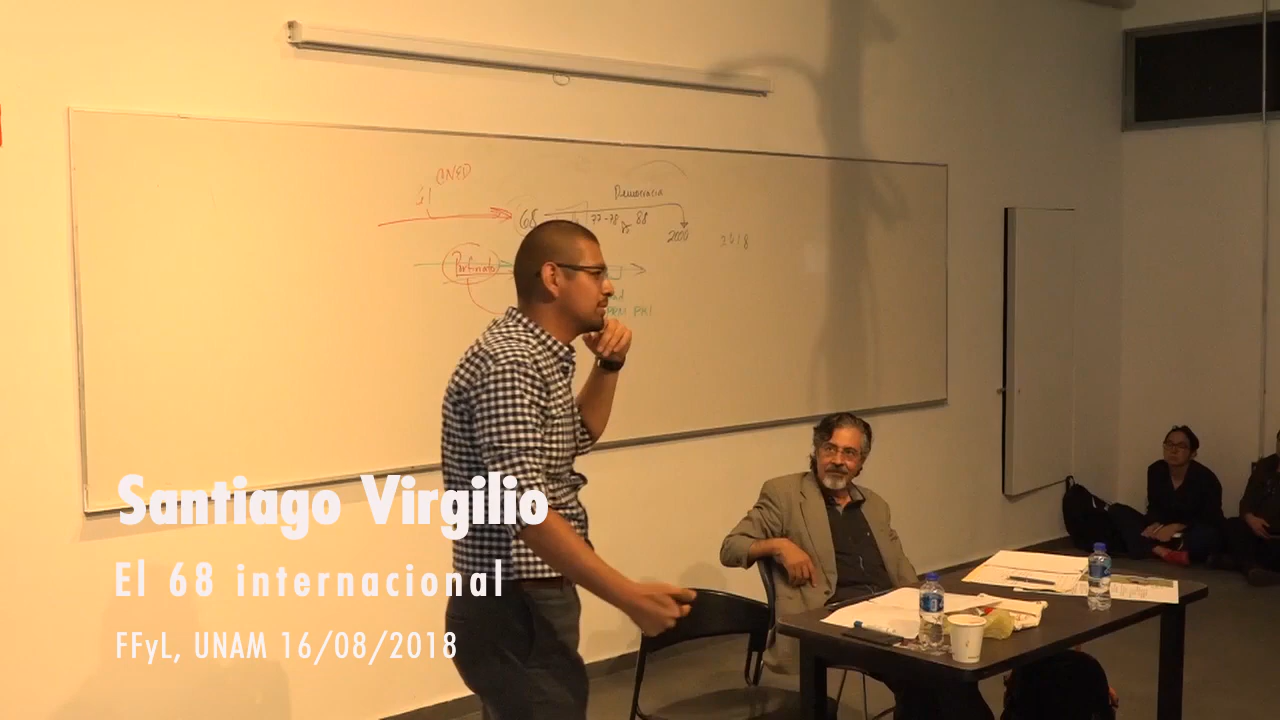 CNED
Democracia
68
77-78
88
2000
2018
Porfiriato
PRI
Santiago Virgilio
El 68 internacional
FFyL, UNAM 16/08/2018